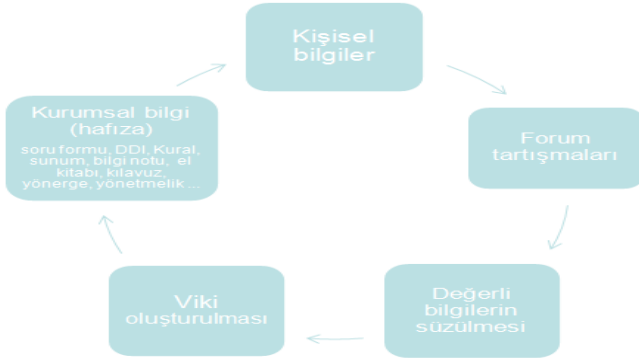 Kişisel
bilgiler
Forum
tartışmaları
Değerli
bilgilerin
süzülmesi
Viki
oluşturulması
Kurumsal bilgi
(hafıza)
soru formu, DDI, Kural,
sunum, bilgi notu, el
kitabı, kılavuz,
yönerge, yönetmelik ...